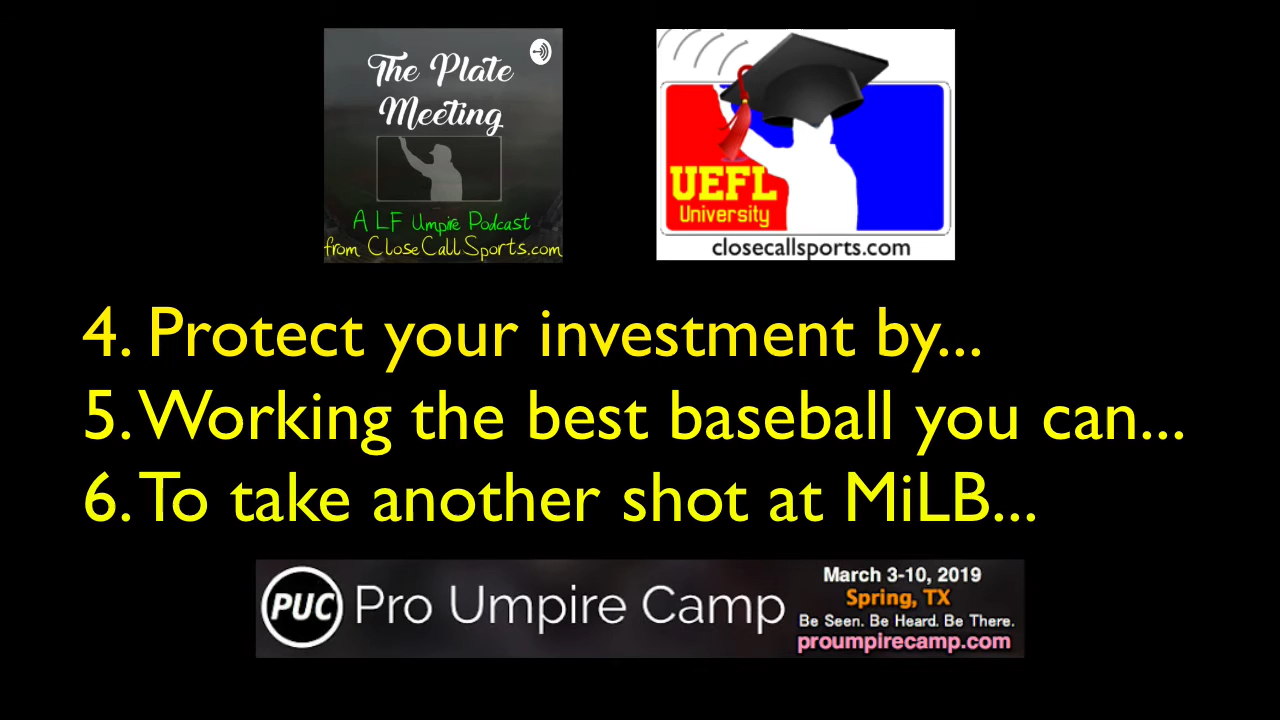 The Plate
Meeting
A LF Umpire Podcast
from CloseCallSports.com
UEFL
University
closecallsports.com
4. Protect your investment by...
5. Working the best baseball you can...
6. To take another shot at MiLB...
PUC Pro Umpire Camp
March 3-10, 2019
Spring, TX
Be Seen. Be Heard. Be There.
proumpirecamp.com